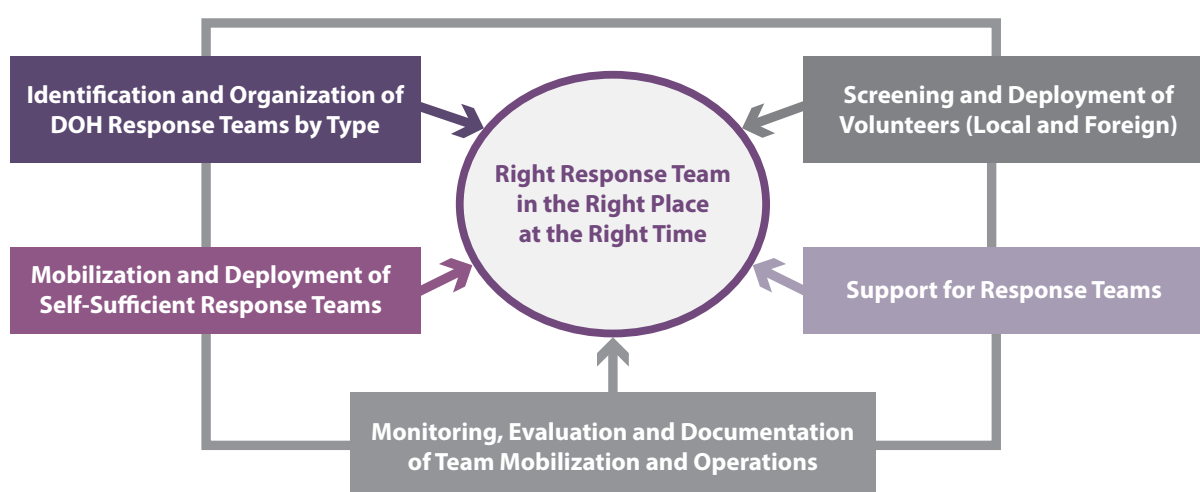 Identification and Organization of
DOH Response Teams by Type
Screening and Deployment of
Volunteers (Local and Foreign)
Right Response Team
in the Right Place
at the Right Time
Mobilization and Deployment of
Self-Sufficient Response Teams
Support for Response Teams
Monitoring, Evaluation and Documentation
of Team Mobilization and Operations